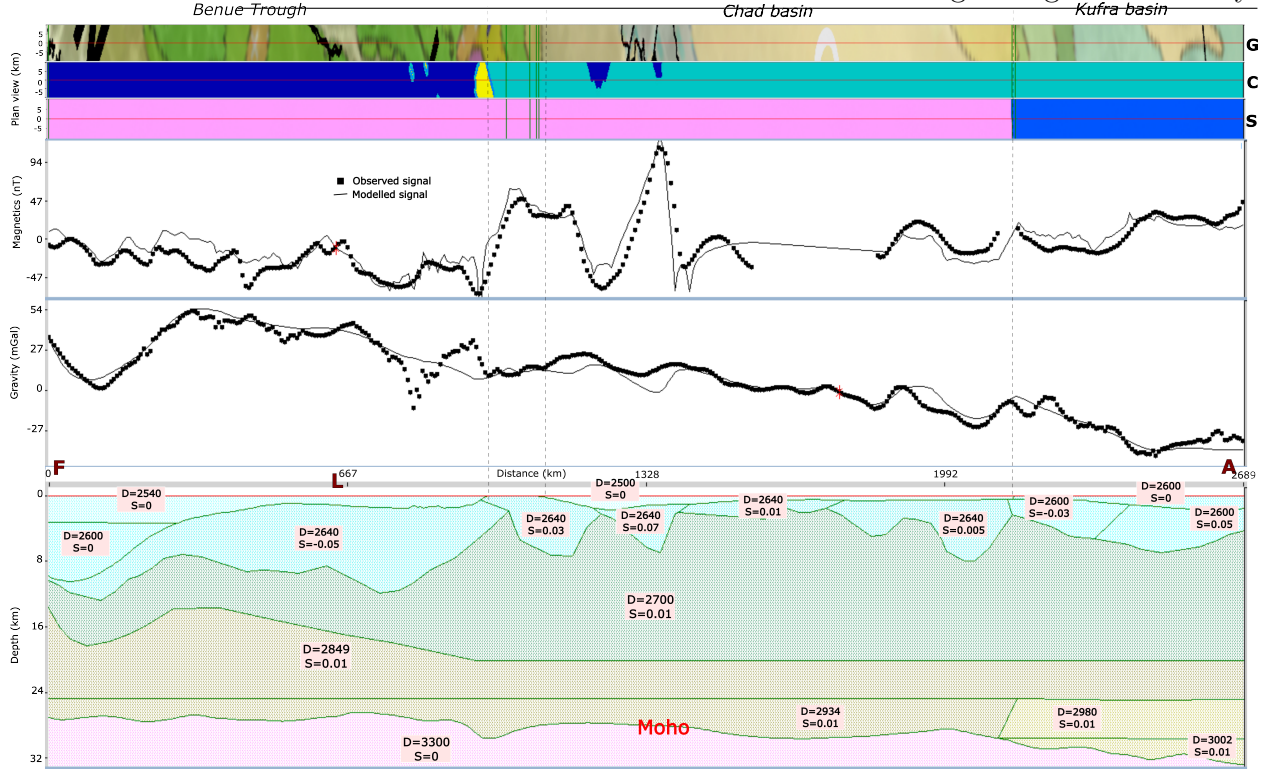 Benue Trough
Chad basin
Kufra basin
Plan view (km)
5
0
-5
G
5
0
-5
C
5
0
-5
S
Magnetics (nT)
94
47
0
-47
Observed signal
Modelled signal
Gravity (mGal)
54
27
0
-27
F
L
A
0
667
Distance (km)
1328
1992
2689
Depth (km)
0
8
16
24
32
D=2540
S=0
D=2600
S=0
D=2640
S=-0.05
D=2500
S=0
D=2640
S=0.03
D=2640
S=0.07
D=2640
S=0.01
D=2640
S=0.005
D=2600
S=-0.03
D=2600
S=0
D=2600
S=0.05
D=2700
S=0.01
D=2849
S=0.01
D=2934
S=0.01
D=2980
S=0.01
D=3002
S=0.01
Moho
D=3300
S=0